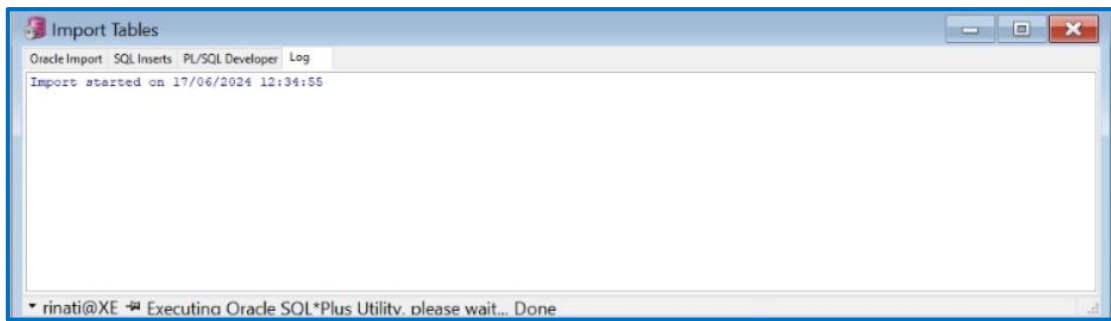 Import Tables
Oracle Import SQL Inserts PL/SQL Developer Log
Import started on 17/06/2024 12:34:55
rinati@XE Executing Oracle SQL*Plus Utility, please wait... Done